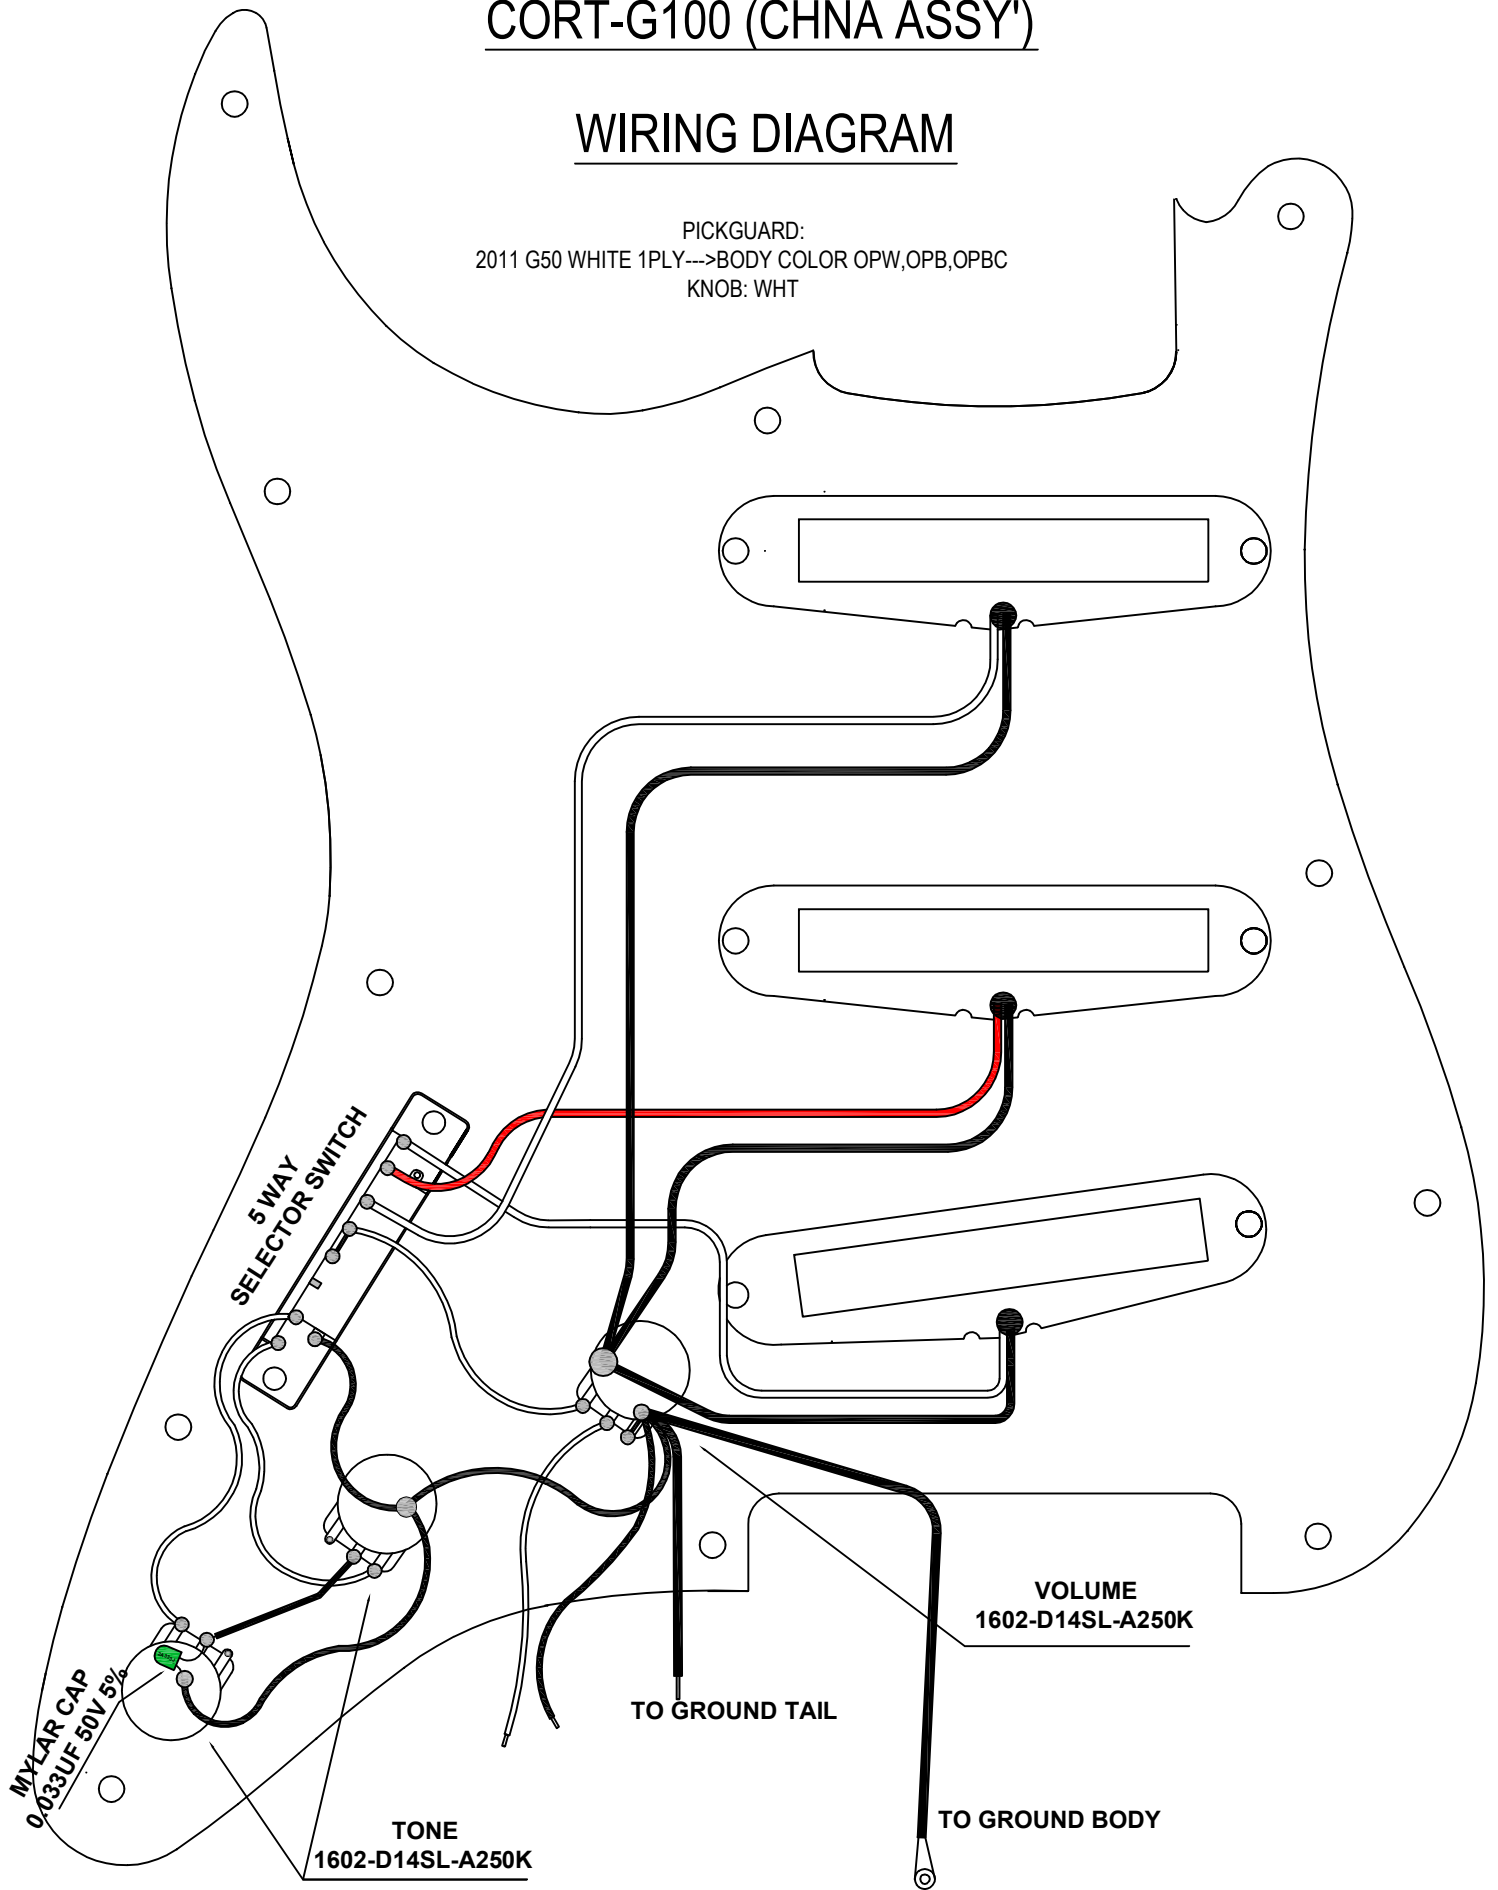 CORT-G100 (CHNA ASSY')
WIRING DIAGRAM
PICKGUARD:
2011 G50 WHITE 1PLY--->BODY COLOR OPW,OPB,OPBC
KNOB: WHT
5 WAY
SELECTOR SWITCH
VOLUME
1602-D14SL-A250K
MYLAR CAP
0.033UF 50V 5%
TO GROUND TAIL
TO GROUND BODY
TONE
1602-D14SL-A250K